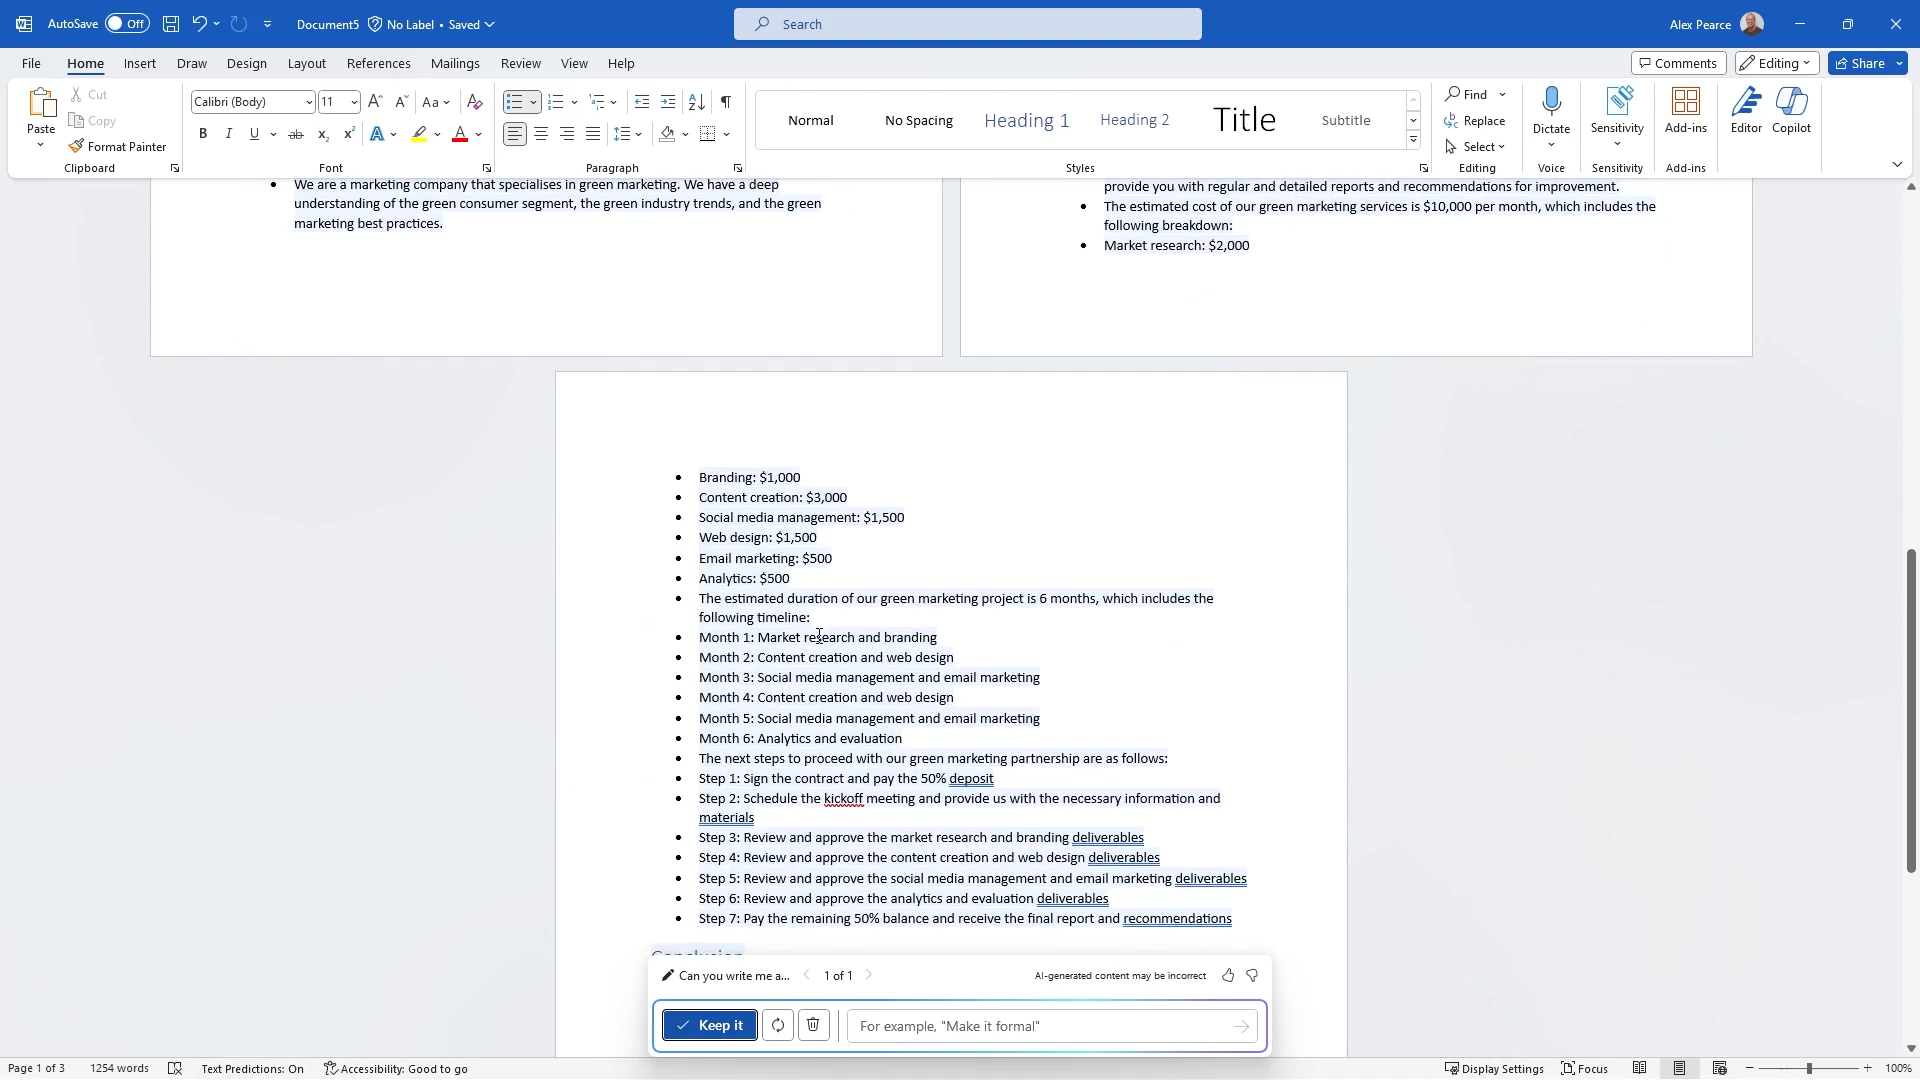 AutoSave Off Document5 No Label • Saved Search Alex Pearce
File Home Insert Draw Design Layout References Mailings Review View Help Comments Editing Share
Paste
Cut
Copy
Format Painter
Clipboard
Calibri (Body) 11 Aa
B I U ab x₂ x² A A
Font
Paragraph
Normal No Spacing Heading 1 Heading 2 Title Subtitle
Styles
Find
Replace
Select
Editing
Dictate
Voice
Sensitivity
Sensitivity
Add-ins
Add-ins
Editor
Copilot
• We are a marketing company that specialises in green marketing. We have a deep
understanding of the green consumer segment, the green industry trends, and the green
marketing best practices.
provide you with regular and detailed reports and recommendations for improvement.
• The estimated cost of our green marketing services is $10,000 per month, which includes the
following breakdown:
• Market research: $2,000
• Branding: $1,000
• Content creation: $3,000
• Social media management: $1,500
• Web design: $1,500
• Email marketing: $500
• Analytics: $500
• The estimated duration of our green marketing project is 6 months, which includes the
following timeline:
• Month 1: Market research and branding
• Month 2: Content creation and web design
• Month 3: Social media management and email marketing
• Month 4: Content creation and web design
• Month 5: Social media management and email marketing
• Month 6: Analytics and evaluation
• The next steps to proceed with our green marketing partnership are as follows:
• Step 1: Sign the contract and pay the 50% deposit
• Step 2: Schedule the kickoff meeting and provide us with the necessary information and
materials
• Step 3: Review and approve the market research and branding deliverables
• Step 4: Review and approve the content creation and web design deliverables
• Step 5: Review and approve the social media management and email marketing deliverables
• Step 6: Review and approve the analytics and evaluation deliverables
• Step 7: Pay the remaining 50% balance and receive the final report and recommendations
Conclusion
Can you write me a... 1 of 1 AI-generated content may be incorrect
Keep it For example, "Make it formal"
Page 1 of 3 1254 words Text Predictions: On Accessibility: Good to go Display Settings Focus 100%